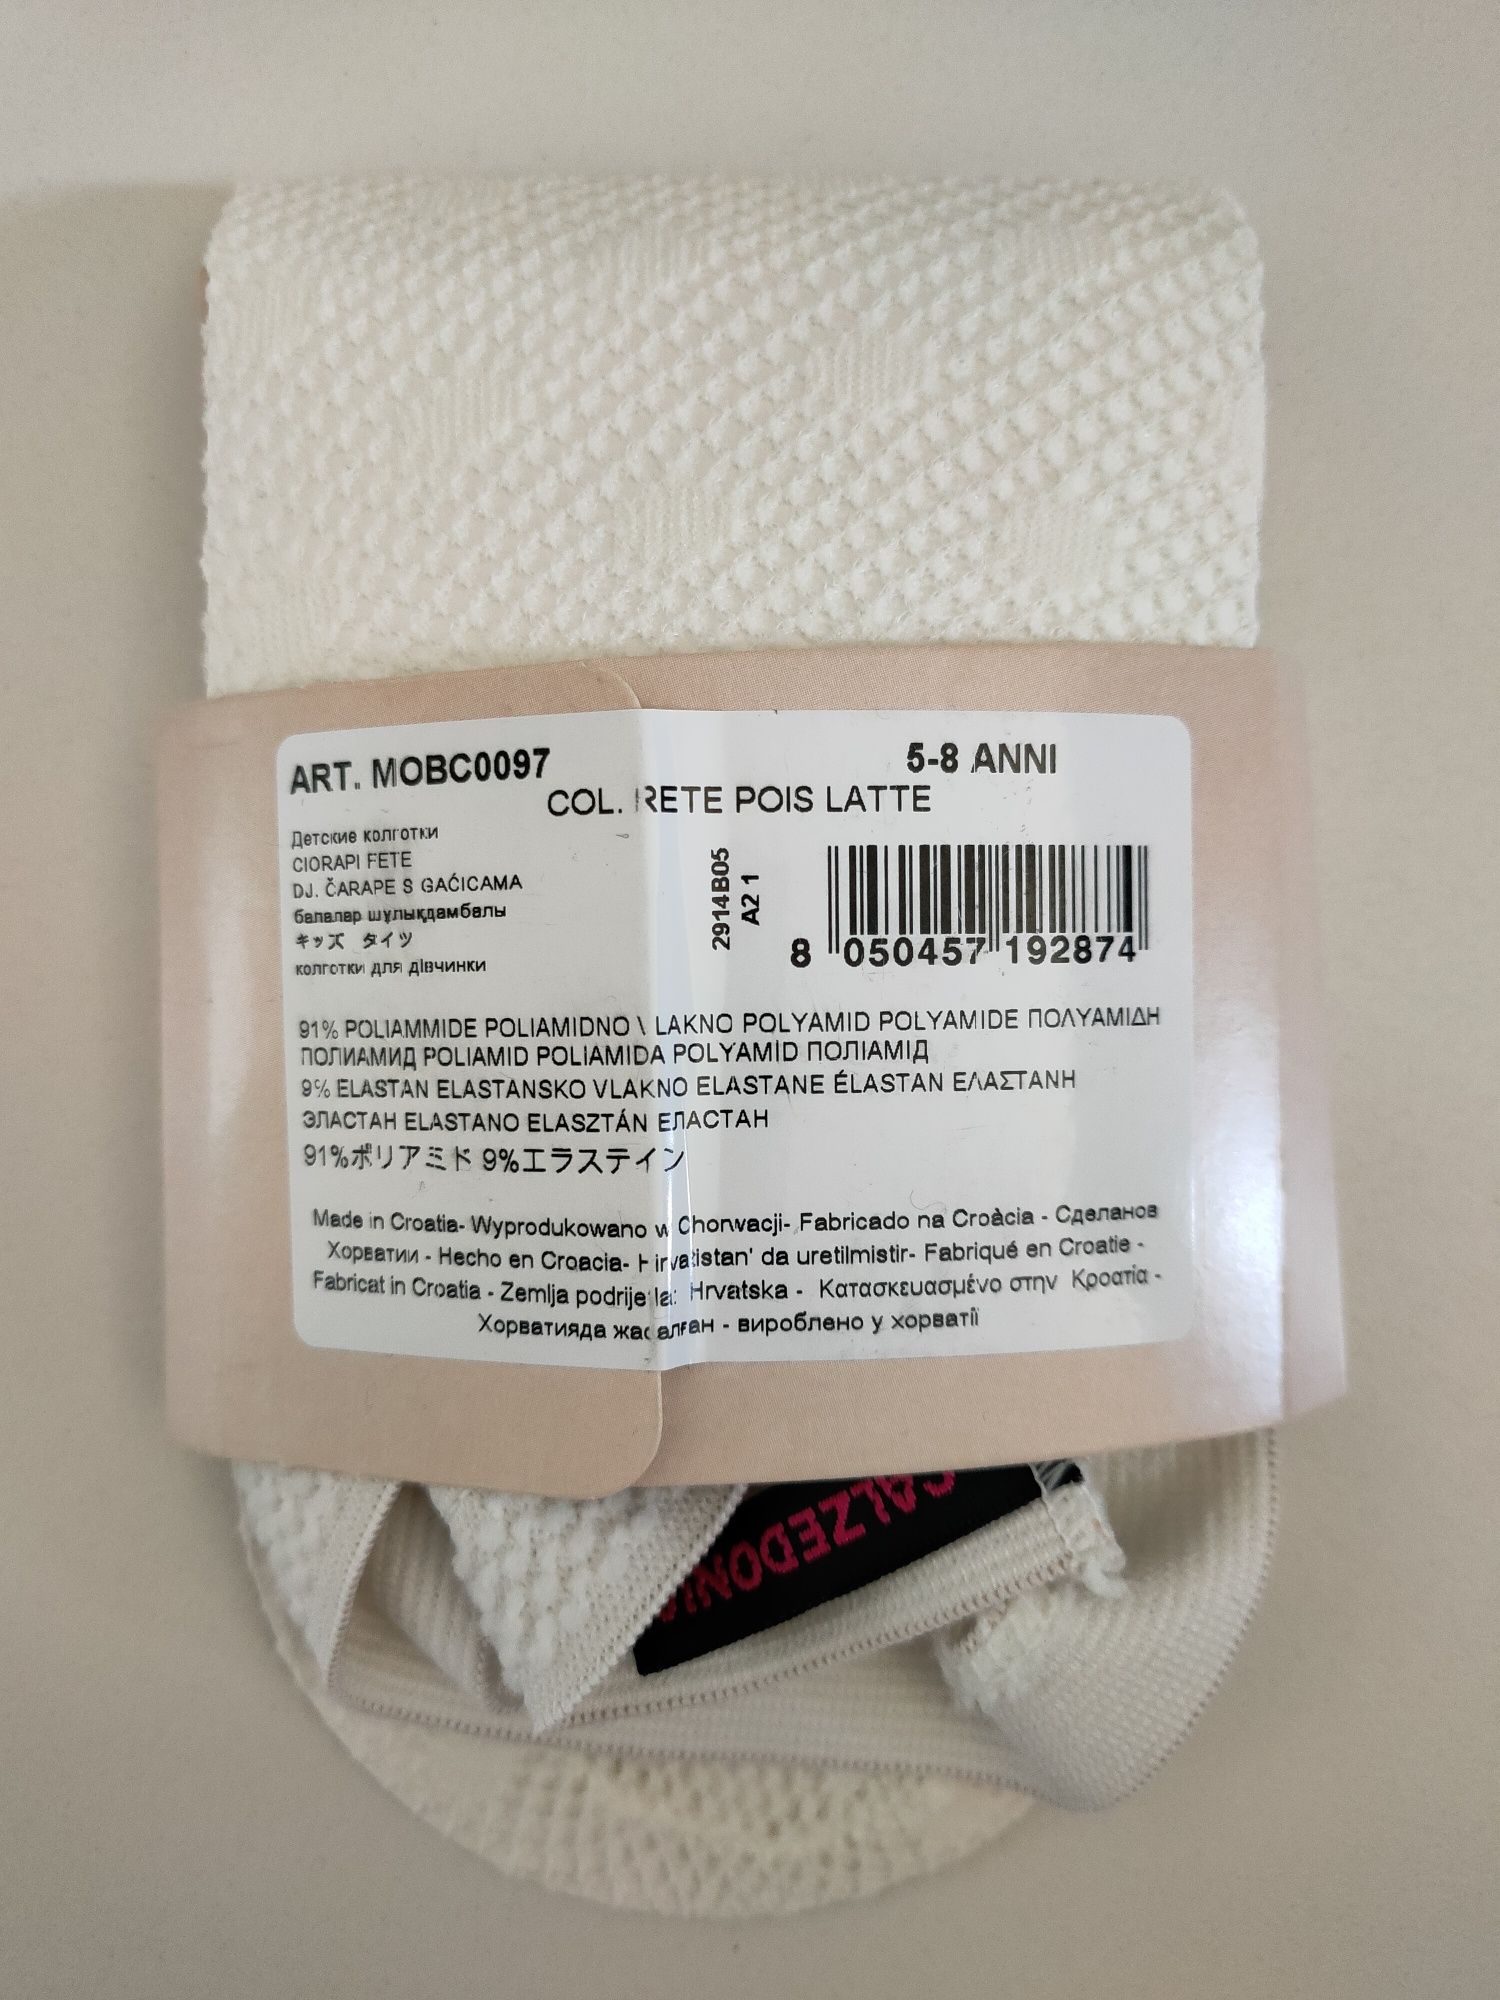 ART. MOBC0097
5-8 ANNI
COL. RETE POIS LATTE
Детские колготки
CIORAPI FETE
DJ. ČARAPE S GAĆICAMA
балалар шұлықдамбалы
キッズ タイツ
колготки для дівчинки
2914B05
A2 1
8 050457 192874
91% POLIAMMIDE POLIAMIDNO \ LAKNO POLYAMID POLYAMIDE ΠΟΛΥΑΜΙΔΗ
ПОЛИАМИД POLIAMID POLIAMIDA POLYAMID ПОЛІАМІД
9% ELASTAN ELASTANSKO VLAKNO ELASTANE ÉLASTAN ΕΛΑΣΤΑΝΗ
ЭЛАСТАН ELASTANO ELASZTÁN ЕЛАСТАН
91%ポリアミド 9%エラステイン
Made in Croatia- Wyprodukowano w Chorwacji- Fabricado na Croàcia - Сделанов
Хорватии - Hecho en Croacia- Hirvatistan' da uretilmistir- Fabriqué en Croatie -
Fabricat in Croatia - Zemlja podrijetla: Hrvatska - Κατασκευασμένο στην Κροατία -
Хорватияда жасалған - вироблено у хорватії
CALZEDONIA